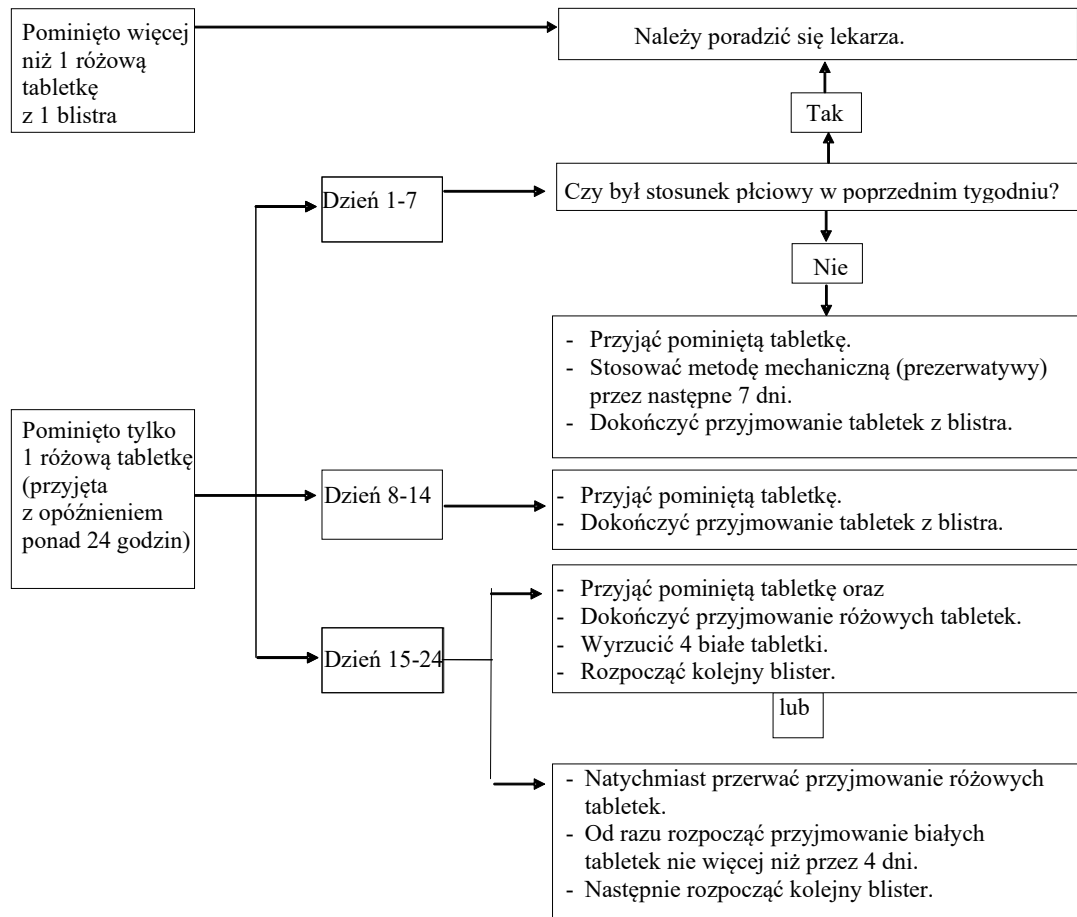 Pominięto więcej
niż 1 różową
tabletkę
z 1 blistra
Należy poradzić się lekarza.
Tak
Dzień 1-7
Czy był stosunek płciowy w poprzednim tygodniu?
Nie
- Przyjąć pominiętą tabletkę.
- Stosować metodę mechaniczną (prezerwatywy)
przez następne 7 dni.
- Dokończyć przyjmowanie tabletek z blistra.
Pominięto tylko
1 różową tabletkę
(przyjęta
z opóźnieniem
ponad 24 godzin)
Dzień 8-14
- Przyjąć pominiętą tabletkę.
- Dokończyć przyjmowanie tabletek z blistra.
Dzień 15-24
- Przyjąć pominiętą tabletkę oraz
- Dokończyć przyjmowanie różowych tabletek.
- Wyrzucić 4 białe tabletki.
- Rozpocząć kolejny blister.
lub
- Natychmiast przerwać przyjmowanie różowych
tabletek.
- Od razu rozpocząć przyjmowanie białych
tabletek nie więcej niż przez 4 dni.
- Następnie rozpocząć kolejny blister.